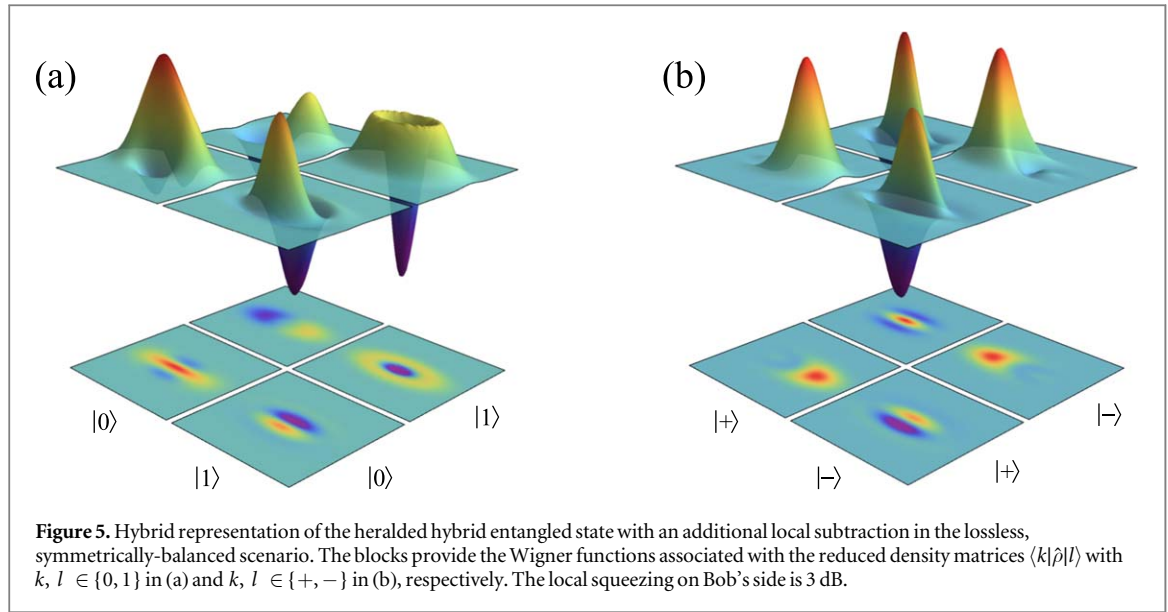 (a)
(b)
|0⟩
|1⟩
|1⟩
|0⟩
|+⟩
|−⟩
|−⟩
|+⟩
Figure 5. Hybrid representation of the heralded hybrid entangled state with an additional local subtraction in the lossless,
symmetrically-balanced scenario. The blocks provide the Wigner functions associated with the reduced density matrices ⟨k|ρ̂|l⟩ with
k, l ∈ {0, 1} in (a) and k, l ∈ {+, −} in (b), respectively. The local squeezing on Bob's side is 3 dB.